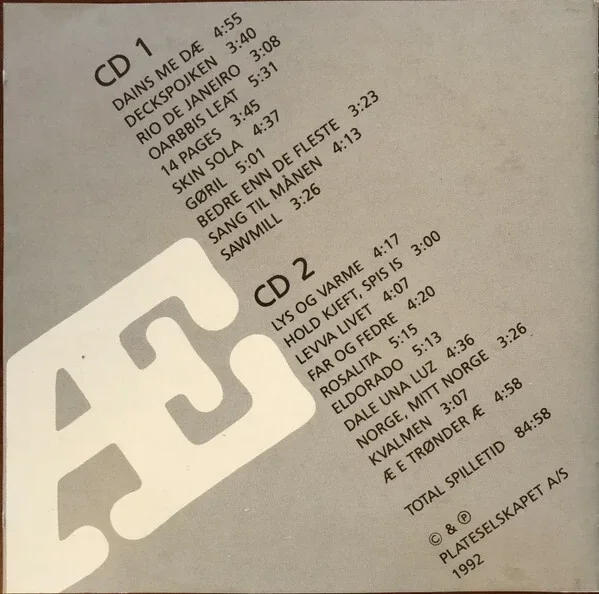 CD 1
DAINS ME DÆ 4:55
DECKSPOJKEN 3:40
RIO DE JANEIRO 3:08
OARBBIS LEAT 5:31
14 PAGES 3:45
SKIN SOLA 4:37
GØRIL 5:01
BEDRE ENN DE FLESTE 3:23
SANG TIL MÅNEN 4:13
SAWMILL 3:26
CD 2
LYS OG VARME 4:17
HOLD KJEFT, SPIS IS 3:00
LEVVA LIVET 4:07
FAR OG FEDRE 4:20
ROSALITA 5:15
ELDORADO 5:13
DALE UNA LUZ 4:36
NORGE, MITT NORGE 3:26
KVALMEN 3:07
Æ E TRØNDER Æ 4:58
TOTAL SPILLETID 84:58
© & ℗
PLATESELSKAPET A/S
1992
Æ